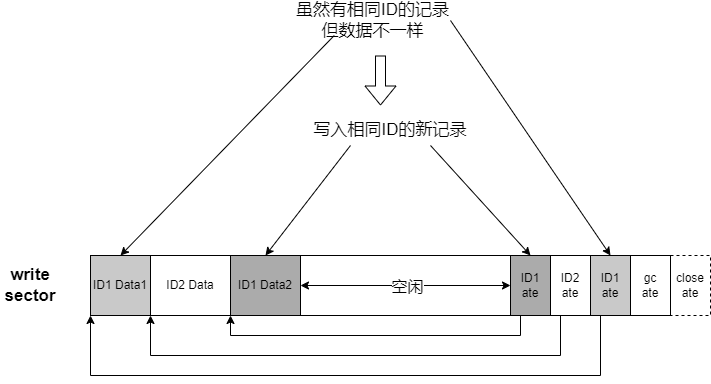 虽然有相同ID的记录
但数据不一样
写入相同ID的新记录
write
sector
ID1 Data1
ID2 Data
ID1 Data2
空闲
ID1
ate
ID2
ate
ID1
ate
gc
ate
close
ate